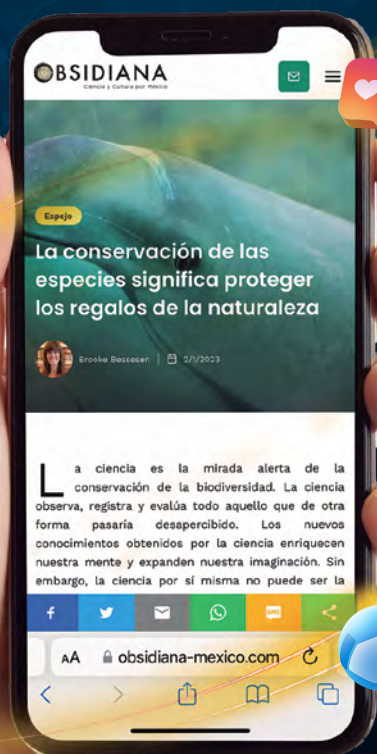 OBSIDIANA
Ciencia y Cultura por México
Espejo
La conservación de las
especies significa proteger
los regalos de la naturaleza
Brooke Bessesen | 2/1/2023
La ciencia es la mirada alerta de la
conservación de la biodiversidad. La ciencia
observa, registra y evalúa todo aquello que de otra
forma pasaría desapercibido. Los nuevos
conocimientos obtenidos por la ciencia enriquecen
nuestra mente y expanden nuestra imaginación. Sin
embargo, la ciencia por sí misma no puede ser la
SMS
AA obsidiana-mexico.com